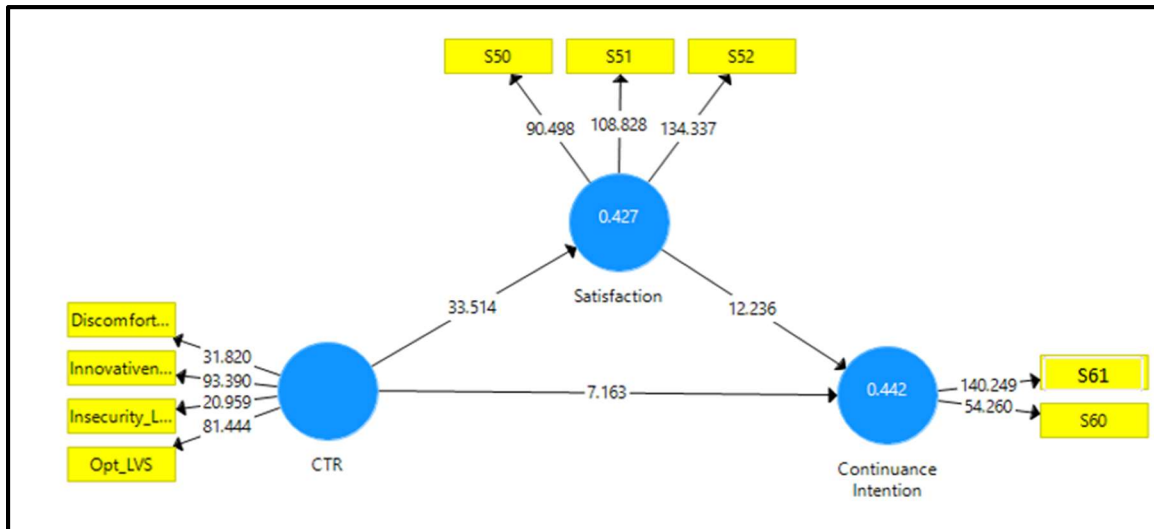 S50
S51
S52
90.498
108.828
134.337
0.427
Satisfaction
33.514
12.236
Discomfort...
Innovativen...
Insecurity_L...
Opt_LVS
31.820
93.390
20.959
81.444
CTR
7.163
0.442
Continuance
Intention
140.249
54.260
S61
S60